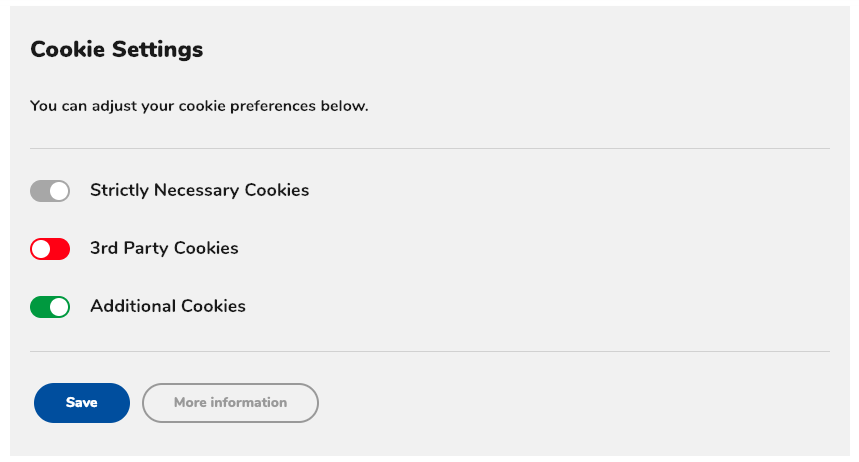 Cookie Settings
You can adjust your cookie preferences below.
Strictly Necessary Cookies
3rd Party Cookies
Additional Cookies
Save
More information